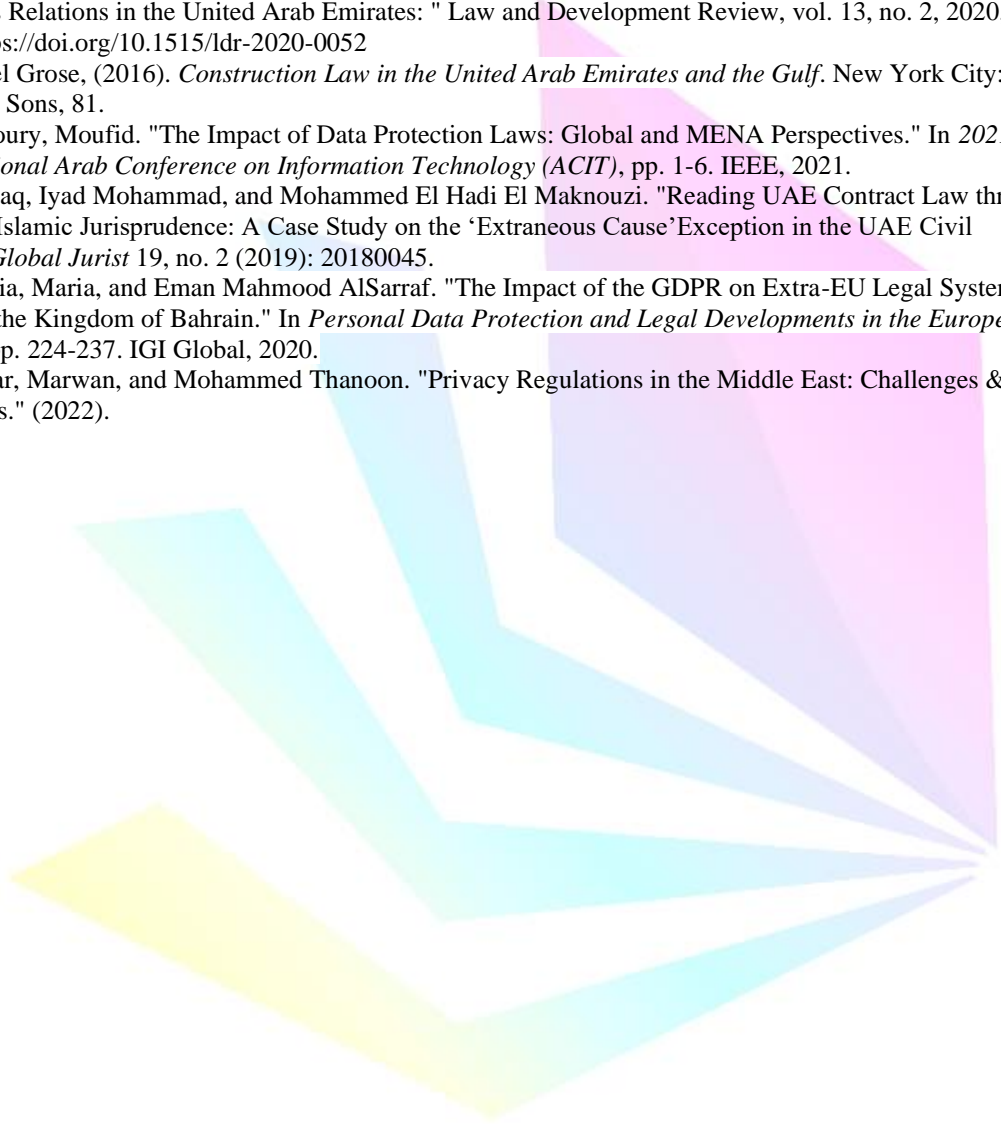 Relations in the United Arab Emirates: " Law and Development Review, vol. 13, no. 2, 2020
s://doi.org/10.1515/ldr-2020-0052
el Grose, (2016). Construction Law in the United Arab Emirates and the Gulf. New York City:
Sons, 81.
oury, Moufid. "The Impact of Data Protection Laws: Global and MENA Perspectives." In 202
onal Arab Conference on Information Technology (ACIT), pp. 1-6. IEEE, 2021.
aq, Iyad Mohammad, and Mohammed El Hadi El Maknouzi. "Reading UAE Contract Law thr
Islamic Jurisprudence: A Case Study on the ‘Extraneous Cause’Exception in the UAE Civil
Global Jurist 19, no. 2 (2019): 20180045.
ia, Maria, and Eman Mahmood AlSarraf. "The Impact of the GDPR on Extra-EU Legal System
the Kingdom of Bahrain." In Personal Data Protection and Legal Developments in the Europe
p. 224-237. IGI Global, 2020.
ar, Marwan, and Mohammed Thanoon. "Privacy Regulations in the Middle East: Challenges &
s." (2022).